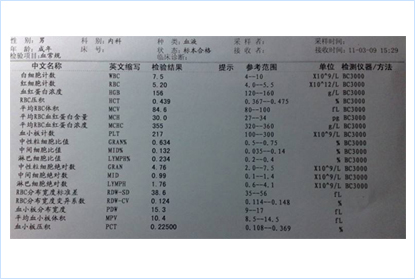 性 别: 男 科 别: 内科 种 类: 血液 采 样 者: 采样时间:
年 龄: 成年 床 号: 状态: 标本合格 接 收 者: 接收时间: 11-03-09 15:29
检验项目: 血常规 临床诊断:
中文名称 英文缩写 检验结果 提示 参考范围 单位 检测仪器/方法
白细胞计数 WBC 7.5 4--10 X10^9/L BC3000
红细胞计数 RBC 5.20 4.0--5.5 X10^12/L BC3000
血红蛋白浓度 HGB 156 120--160 g/L BC3000
RBC压积 HCT 0.439 0.367--0.475 % BC3000
平均RBC体积 MCV 84.6 80--100 fL BC3000
平均RBC血红蛋白含量 MCH 30.0 27--34 pg BC3000
平均RBC血红蛋白浓度 MCHC 355 320--360 g/L BC3000
血小板计数 PLT 217 100--300 X10^9/L BC3000
中性粒细胞比值 GRAN% 0.634 0.5--0.75 % BC3000
中间细胞比值 MID% 0.132 0.035--0.14 % BC3000
淋巴细胞比值 LYMPH% 0.234 0.2--0.4 % BC3000
中性粒细胞绝对数 GRAN 4.76 2.0--7.5 X10^9/L BC3000
中间细胞绝对数 MID 0.99 0.1--1.4 X10^9/L BC3000
淋巴细胞绝对数 LYMPH 1.76 0.6--4.1 X10^9/L BC3000
RBC分布宽度标准差 RDW-SD 38.6 35--56 fL BC3000
RBC分布宽度变异系数 RDW-CV 0.124 0.114--0.148 % BC3000
血小板分布宽度 PDW 15.3 9--17 fL BC3000
平均血小板体积 MPV 10.4 8.5--14.5 fL BC3000
血小板压积 PCT 0.22500 0.108--0.369 % BC3000